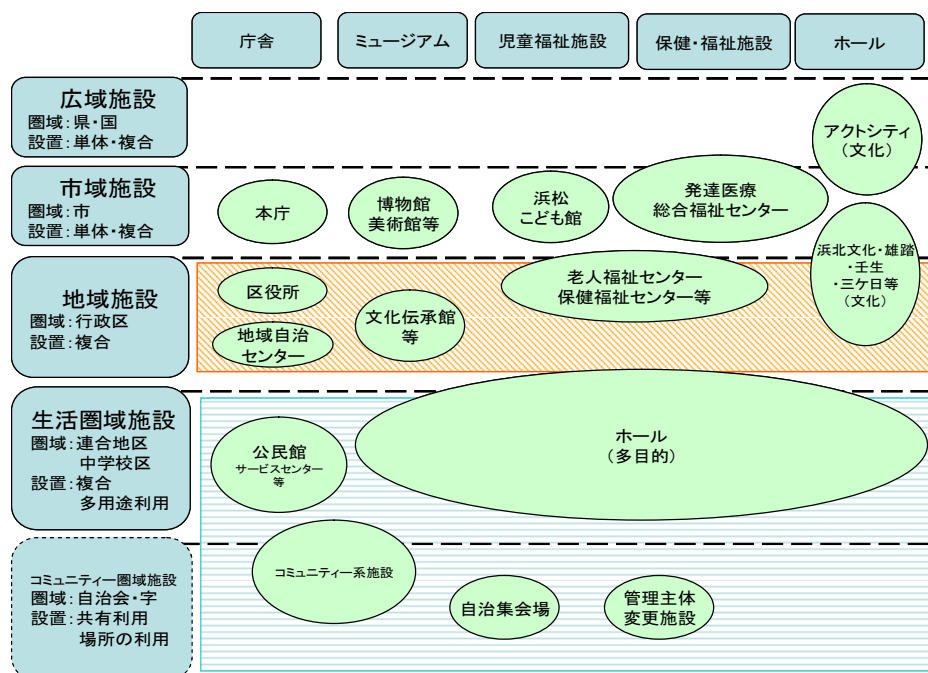 庁舎
ミュージアム
児童福祉施設
保健・福祉施設
ホール
広域施設
圏域:県・国
設置:単体・複合
アクトシティ
(文化)
市域施設
圏域:市
設置:単体・複合
本庁
博物館
美術館等
浜松
こども館
発達医療
総合福祉センター
浜北文化・雄踏
・壬生
・三ケ日等
(文化)
地域施設
圏域:行政区
設置:複合
区役所
地域自治
センター
文化伝承館
等
老人福祉センター・
保健福祉センター等
生活圏域施設
圏域:連合地区
中学校区
設置:複合
多用途利用
公民館
サービスセンター
等
ホール
(多目的)
コミュニティー圏域施設
圏域:自治会・字
設置:共有利用
場所の利用
コミュニティー系施設
自治集会場
管理主体
変更施設